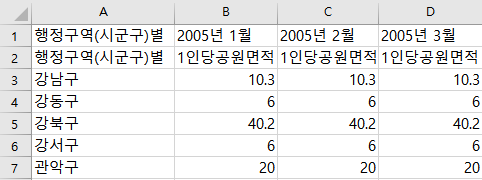 A B C D
1 행정구역(시군구)별 2005년 1월 2005년 2월 2005년 3월
2 행정구역(시군구)별 1인당공원면적 1인당공원면적 1인당공원면적
3 강남구 10.3 10.3 10.3
4 강동구 6 6 6
5 강북구 40.2 40.2 40.2
6 강서구 6 6 6
7 관악구 20 20 20